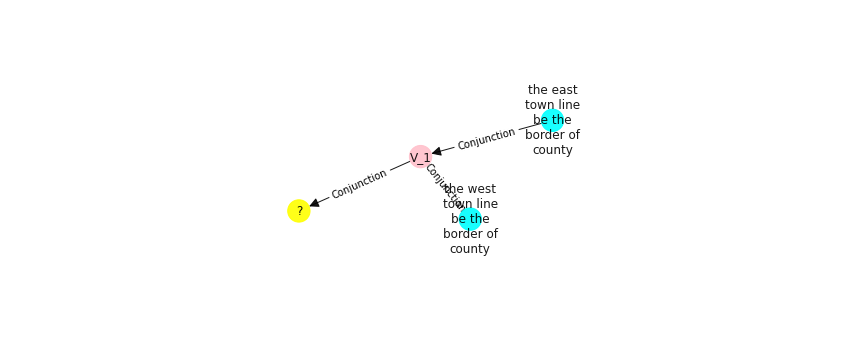 the east
town line
be the
border of
county
Conjunction
V_1
Conjunction
Conjunction
the west
town line
be the
border of
county
?